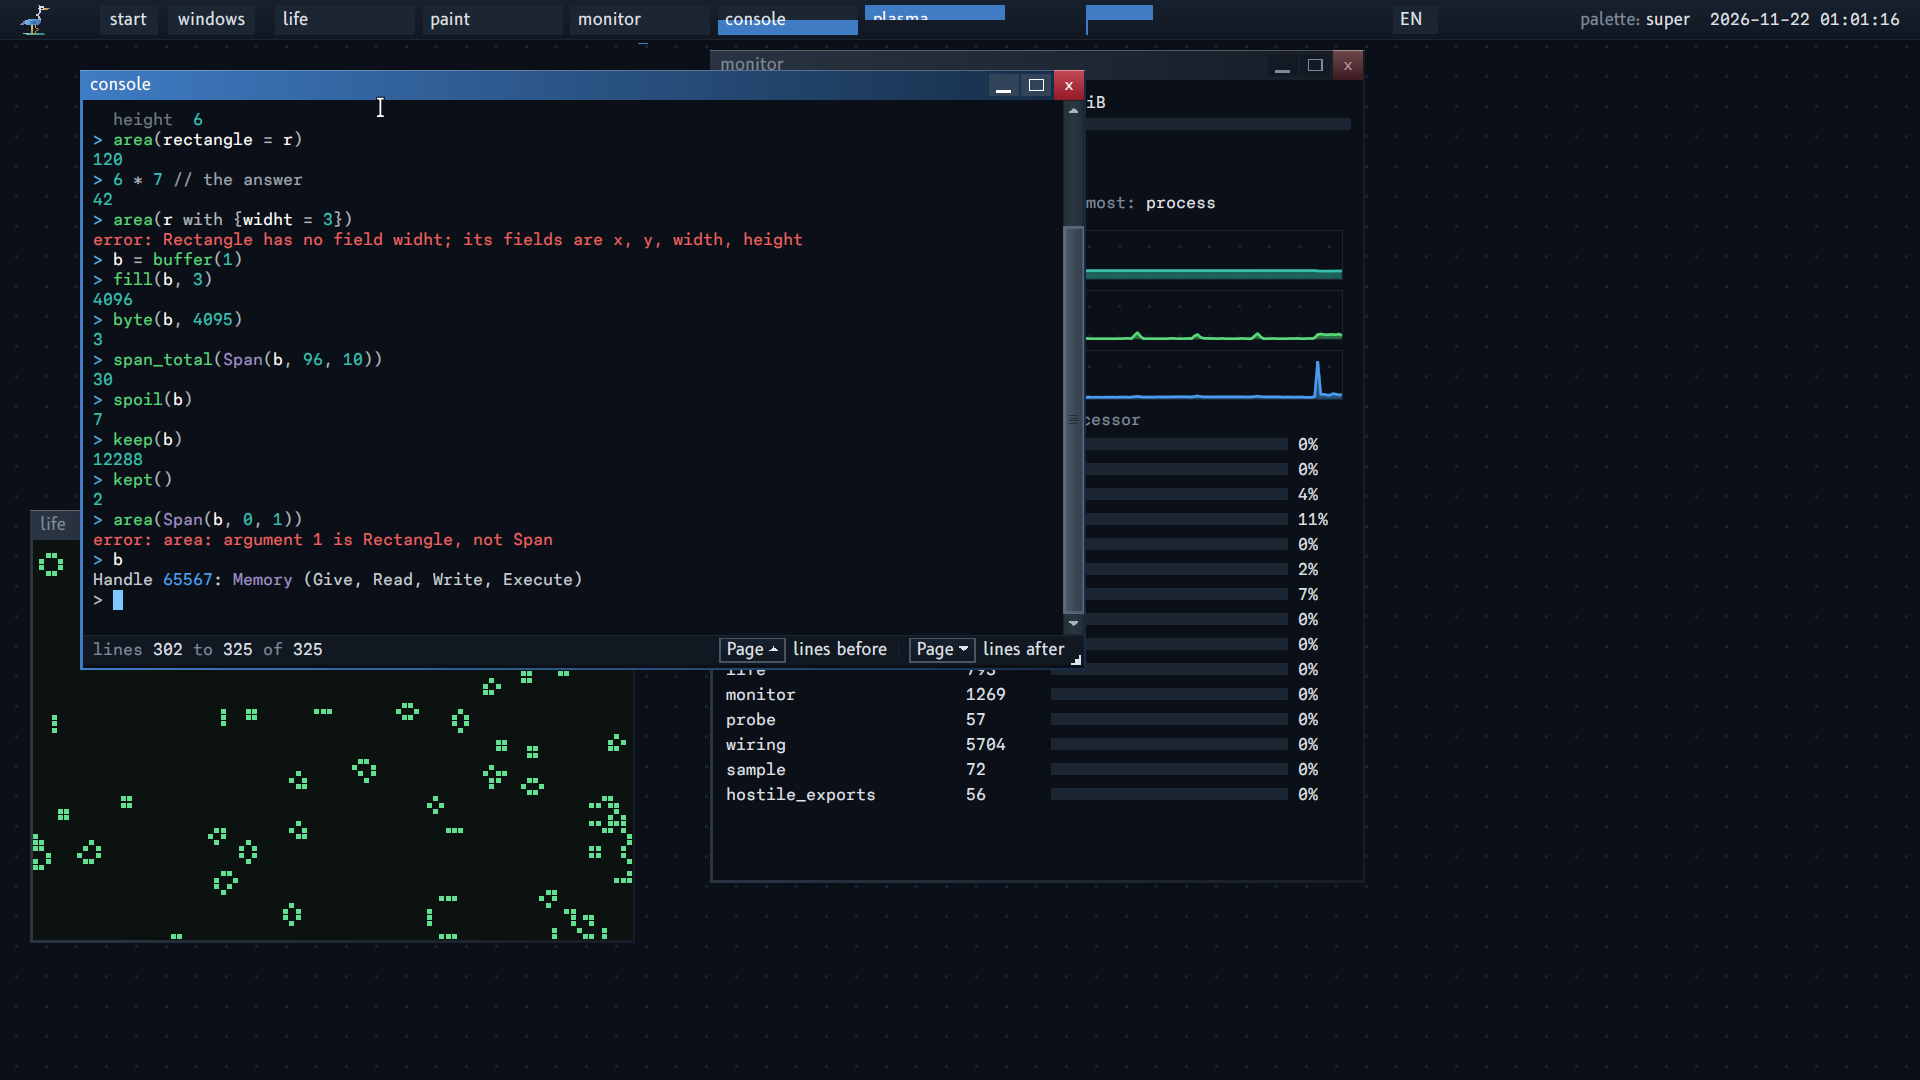 start windows life paint monitor console plasma EN palette: super 2026-11-22 01:01:16
monitor x
console x
height 6
> area(rectangle = r)
120
> 6 * 7 // the answer
42
> area(r with {widht = 3})
error: Rectangle has no field widht; its fields are x, y, width, height
> b = buffer(1)
> fill(b, 3)
4096
> byte(b, 4095)
3
> span_total(Span(b, 96, 10))
30
> spoil(b)
7
> keep(b)
12288
> kept()
2
> area(Span(b, 0, 1))
error: area: argument 1 is Rectangle, not Span
> b
Handle 65567: Memory (Give, Read, Write, Execute)
>
lines 302 to 325 of 325 Page lines before Page lines after
iB
most: process
cessor
0%
0%
4%
11%
0%
2%
7%
0%
0%
life 793 0%
monitor 1269 0%
probe 57 0%
wiring 5704 0%
sample 72 0%
hostile_exports 56 0%
life